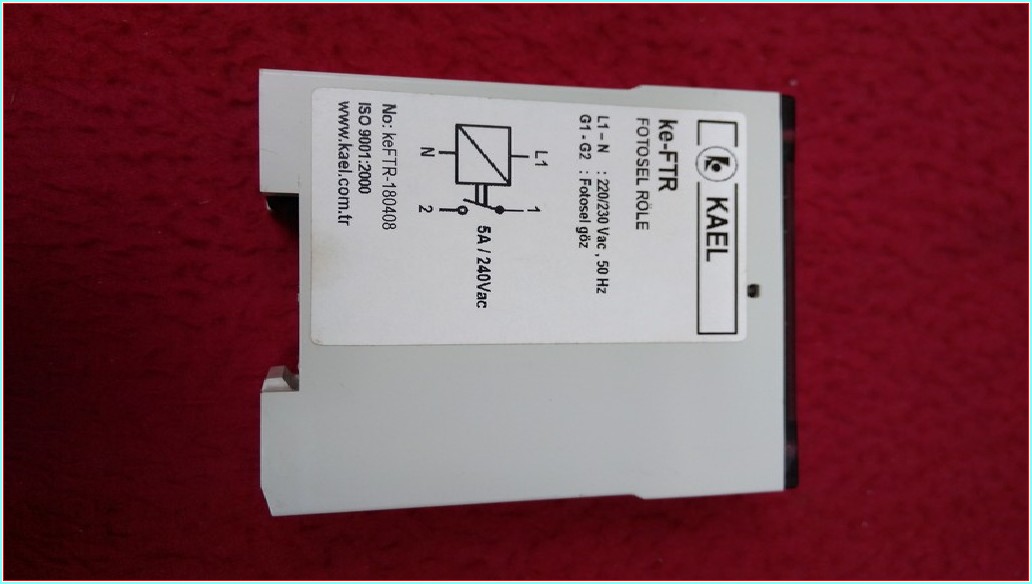 KAEL
ke-FTR
FOTOSEL RÖLE
L1 – N : 220/230 Vac , 50 Hz
G1 - G2 : Fotosel göz
L1
1
5A / 240Vac
N
2
No: keFTR-180408
ISO 9001:2000
www.kael.com.tr